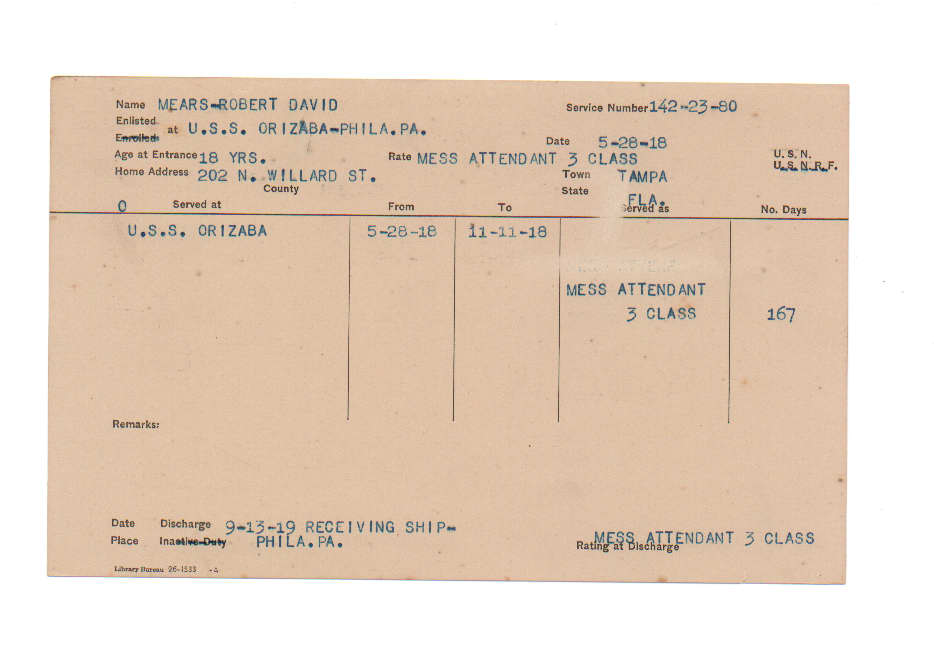 Name MEARS-ROBERT DAVID Service Number 142-23-80
Enlisted
Enrolled at U.S.S. ORIZABA-PHILA.PA. Date 5-28-18
Age at Entrance 18 YRS. Rate MESS ATTENDANT 3 CLASS U.S.N.
Home Address 202 N. WILLARD ST. Town TAMPA U.S.N.R.F.
County State FLA.
O Served at From To Served as No. Days
U.S.S. ORIZABA 5-28-18 11-11-18
MESS ATTENDANT
3 CLASS 167
Remarks:
Date Discharge 9-13-19 RECEIVING SHIP-
Place Inactive Duty PHILA.PA. MESS ATTENDANT 3 CLASS
Rating at Discharge
Library Bureau 26-1533